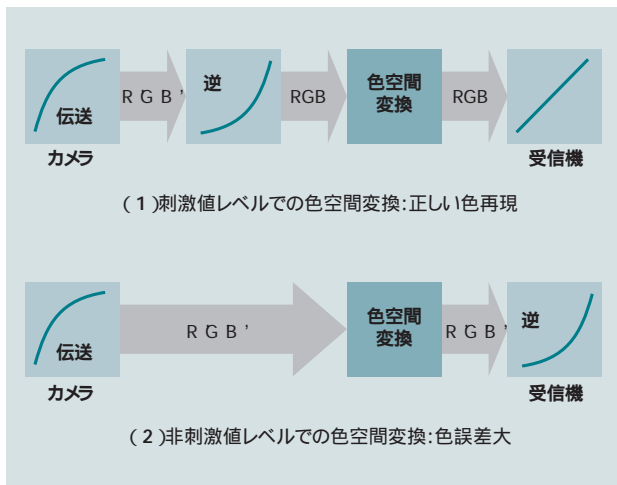 伝送
カメラ
R'G'B'
逆
RGB
色空間
変換
RGB
受信機
(1)刺激値レベルでの色空間変換:正しい色再現
伝送
カメラ
R'G'B'
色空間
変換
R'G'B'
逆
受信機
(2)非刺激値レベルでの色空間変換:色誤差大